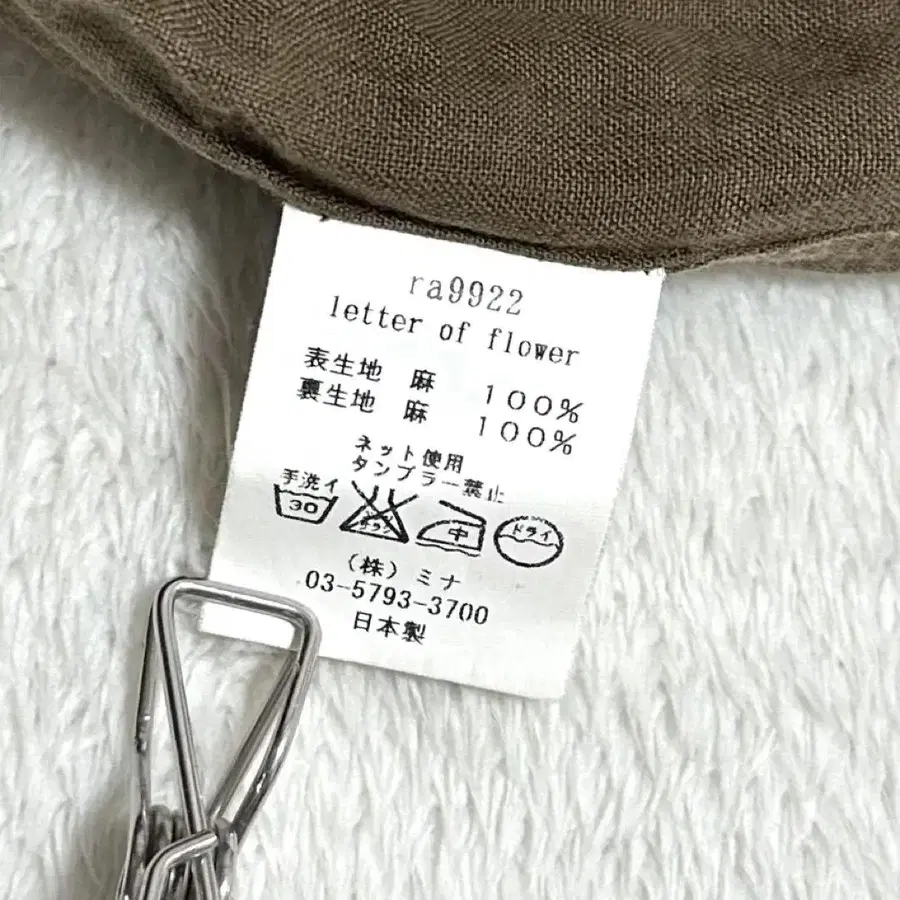 ra9922
letter of flower
表生地 麻 100%
裏生地 麻 100%
ネット使用
タンブラー禁止
手洗イ
30 中 ドライ
(株)ミナ
03-5793-3700
日本製